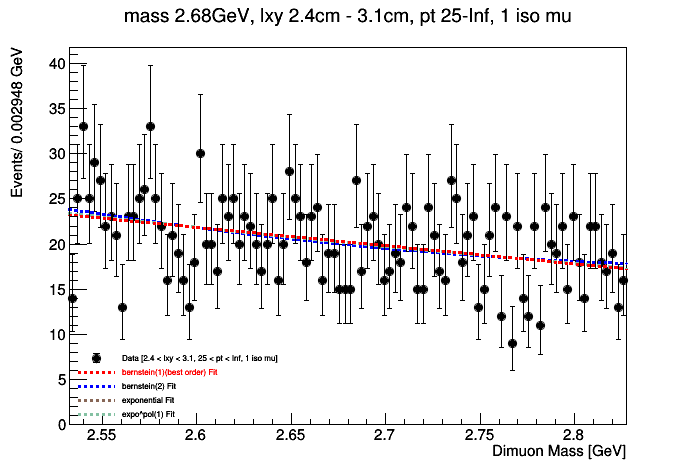 mass 2.68GeV, lxy 2.4cm - 3.1cm, pt 25-Inf, 1 iso mu
Events/ 0.002948 GeV
40
35
30
25
20
15
10
5
0
Data [2.4 < lxy < 3.1, 25 < pt < Inf, 1 iso mu]
bernstein(1)(best order) Fit
bernstein(2) Fit
exponential Fit
expo^pol(1) Fit
2.55 2.6 2.65 2.7 2.75 2.8
Dimuon Mass [GeV]